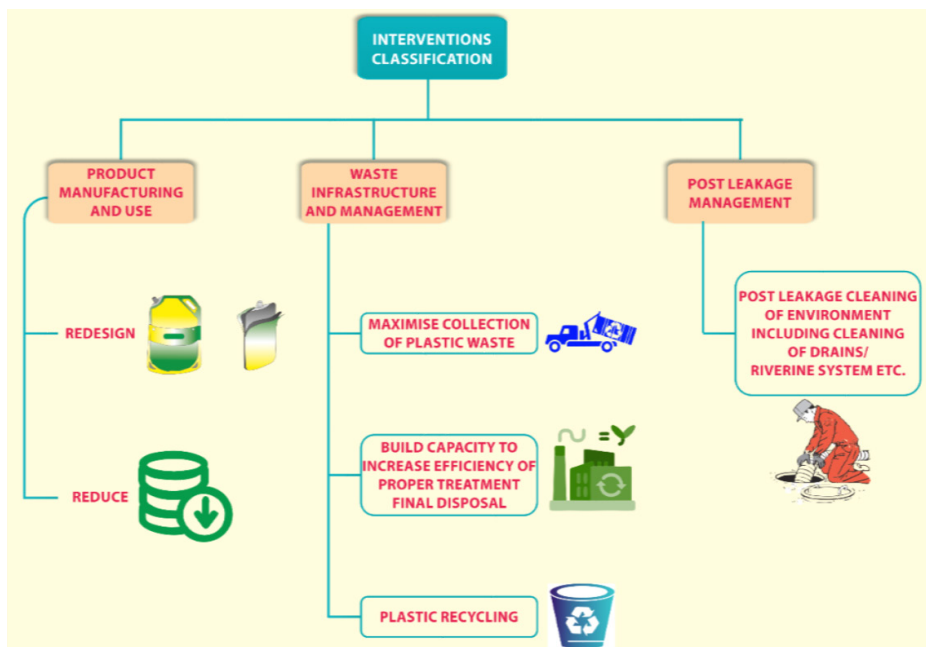 INTERVENTIONS
CLASSIFICATION
PRODUCT
MANUFACTURING
AND USE
WASTE
INFRASTRUCTURE
AND MANAGEMENT
POST LEAKAGE
MANAGEMENT
REDESIGN
REDUCE
MAXIMISE COLLECTION
OF PLASTIC WASTE
BUILD CAPACITY TO
INCREASE EFFICIENCY OF
PROPER TREATMENT
FINAL DISPOSAL
PLASTIC RECYCLING
POST LEAKAGE CLEANING
OF ENVIRONMENT
INCLUDING CLEANING
OF DRAINS/
RIVERINE SYSTEM ETC.